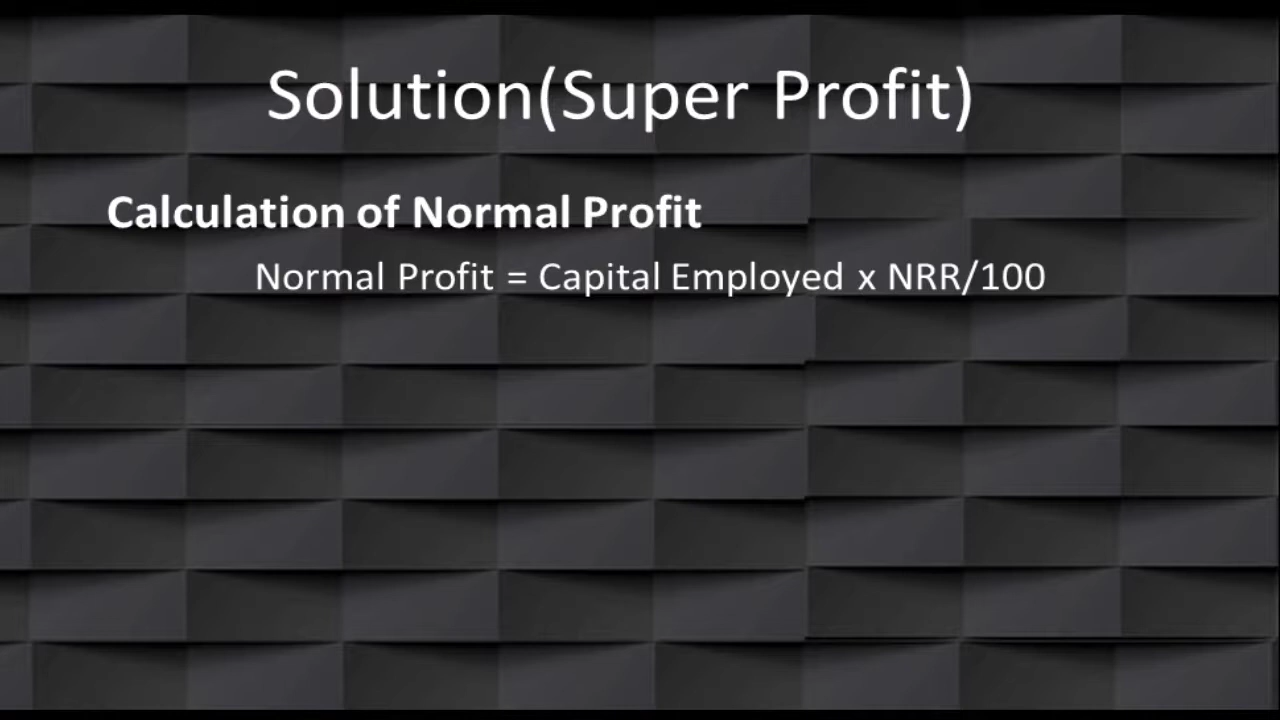 Solution(Super Profit)
Calculation of Normal Profit
Normal Profit = Capital Employed x NRR/100